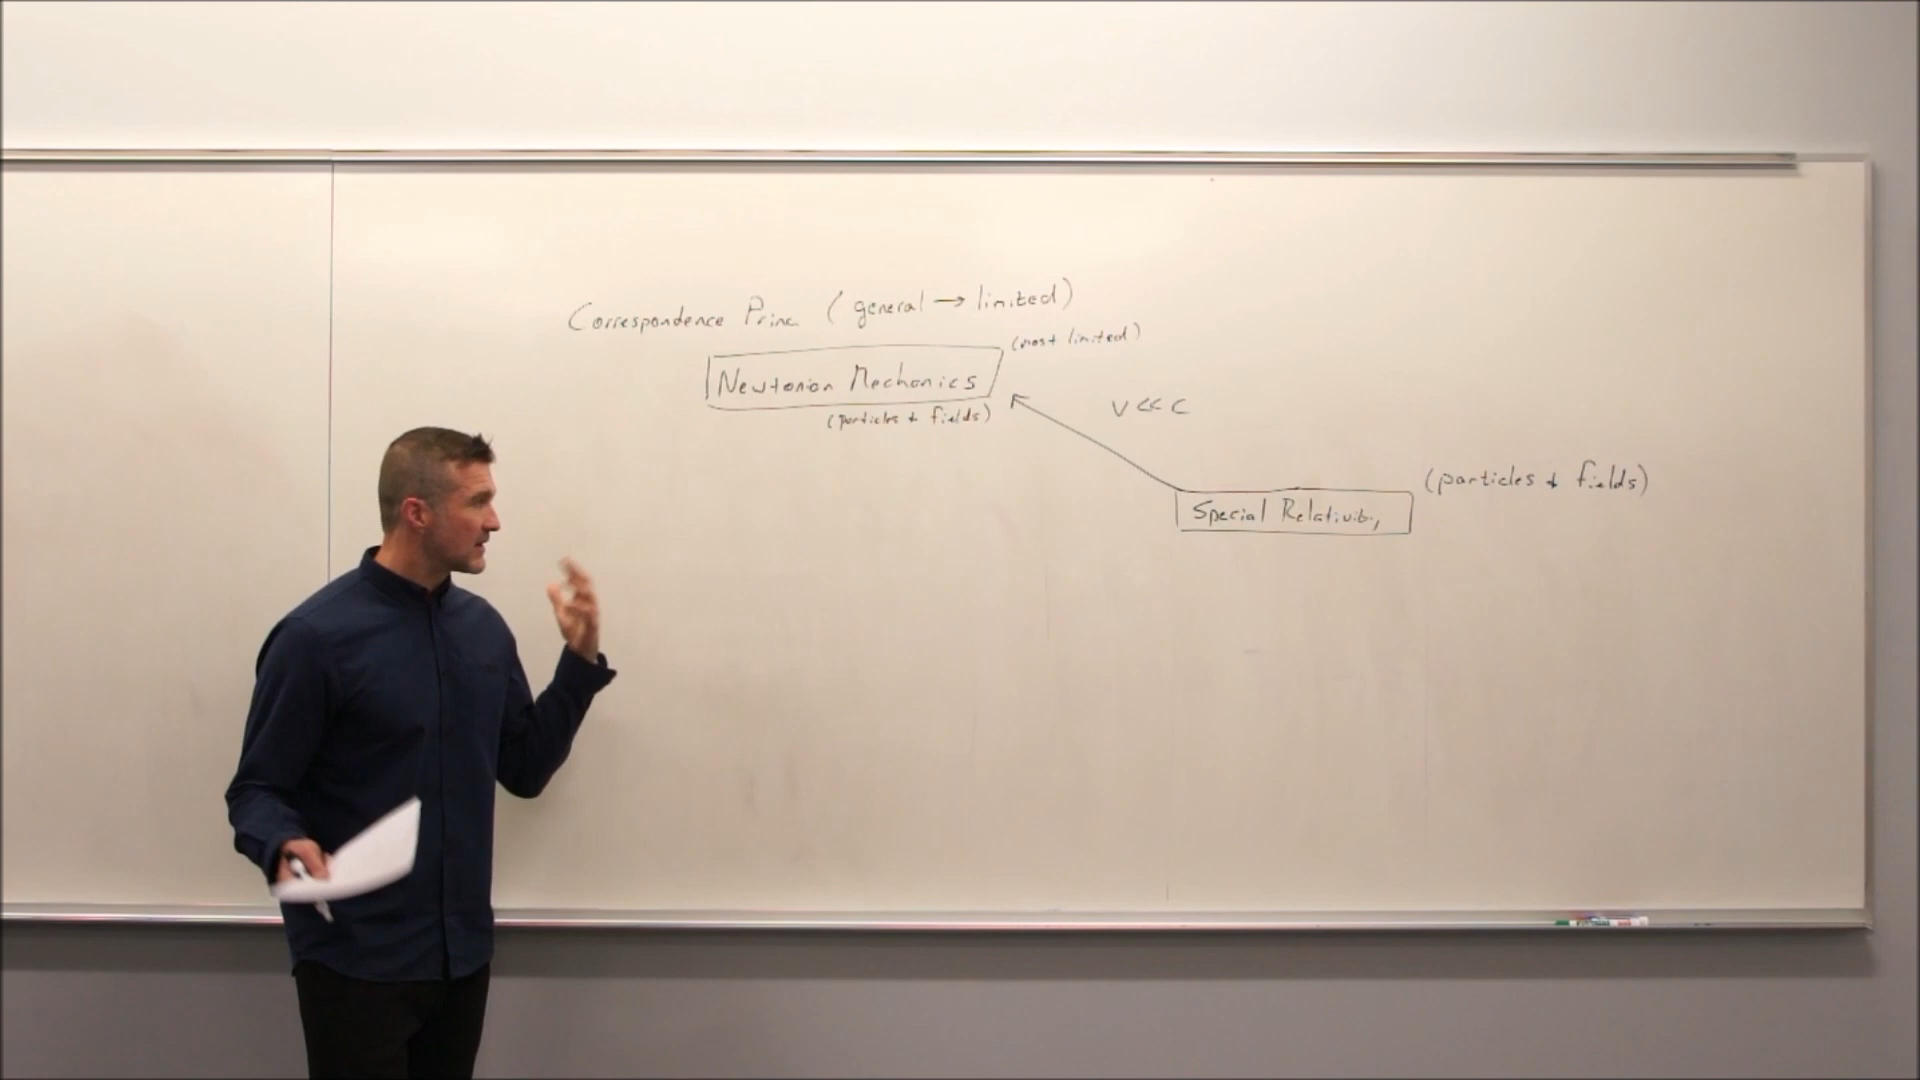 Correspondence Princ. (general → limited)
(most limited)
Newtonian Mechanics
(particles + fields)
v << c
(particles + fields)
Special Relativity